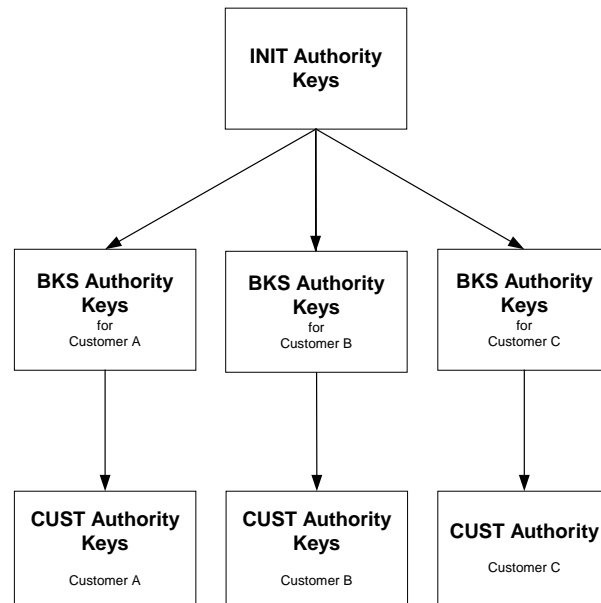 INIT Authority
Keys
BKS Authority
Keys
for
Customer A
BKS Authority
Keys
for
Customer B
BKS Authority
Keys
for
Customer C
CUST Authority
Keys
Customer A
CUST Authority
Keys
Customer B
CUST Authority
Customer C